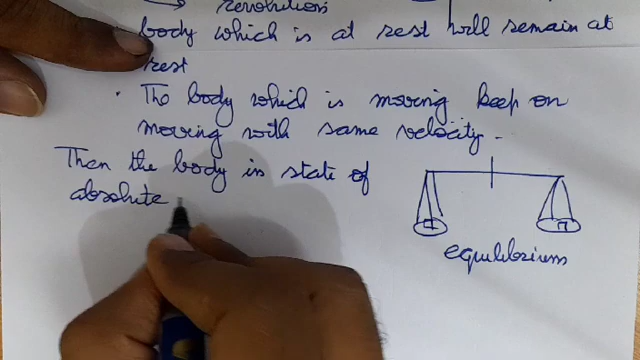 → revolution
body which is at rest will remain at
rest
. The body which is moving keep on
moving with same velocity.
Then the body is state of
absolute
equilibrium